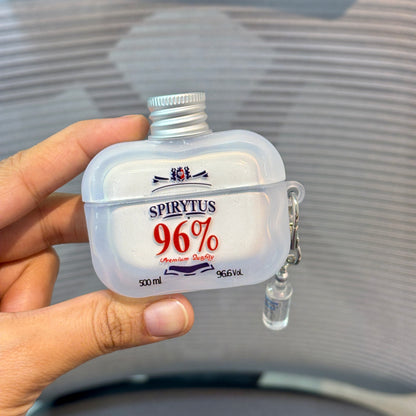 SPIRYTUS
96%
Premium Quality
500 ml 96.6 Vol.